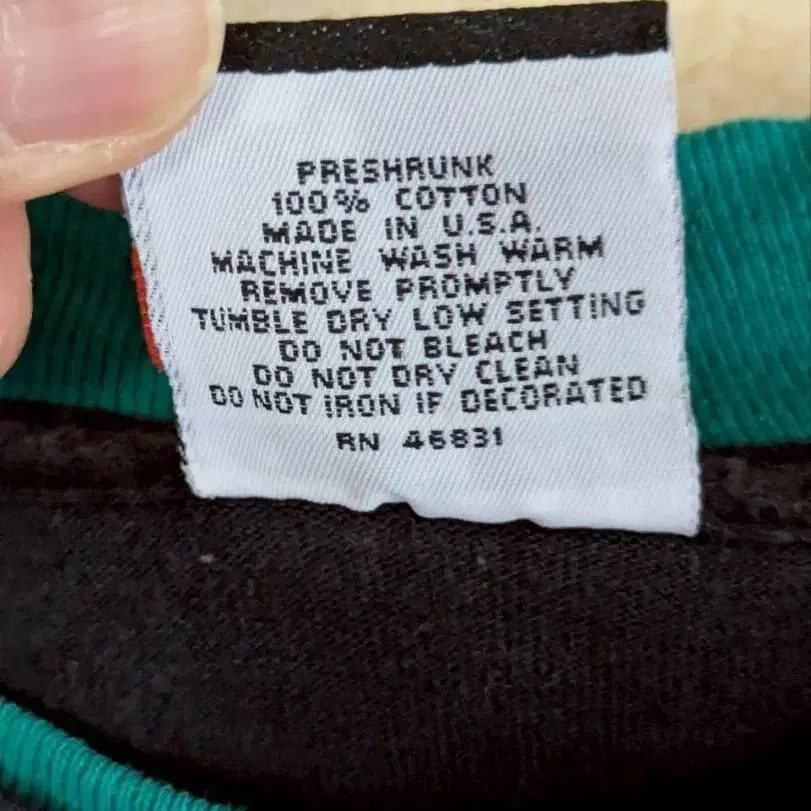 PRESHRUNK
100% COTTON
MADE IN U.S.A.
MACHINE WASH WARM
REMOVE PROMPTLY
TUMBLE DRY LOW SETTING
DO NOT BLEACH
DO NOT DRY CLEAN
DO NOT IRON IF DECORATED
RN 46831